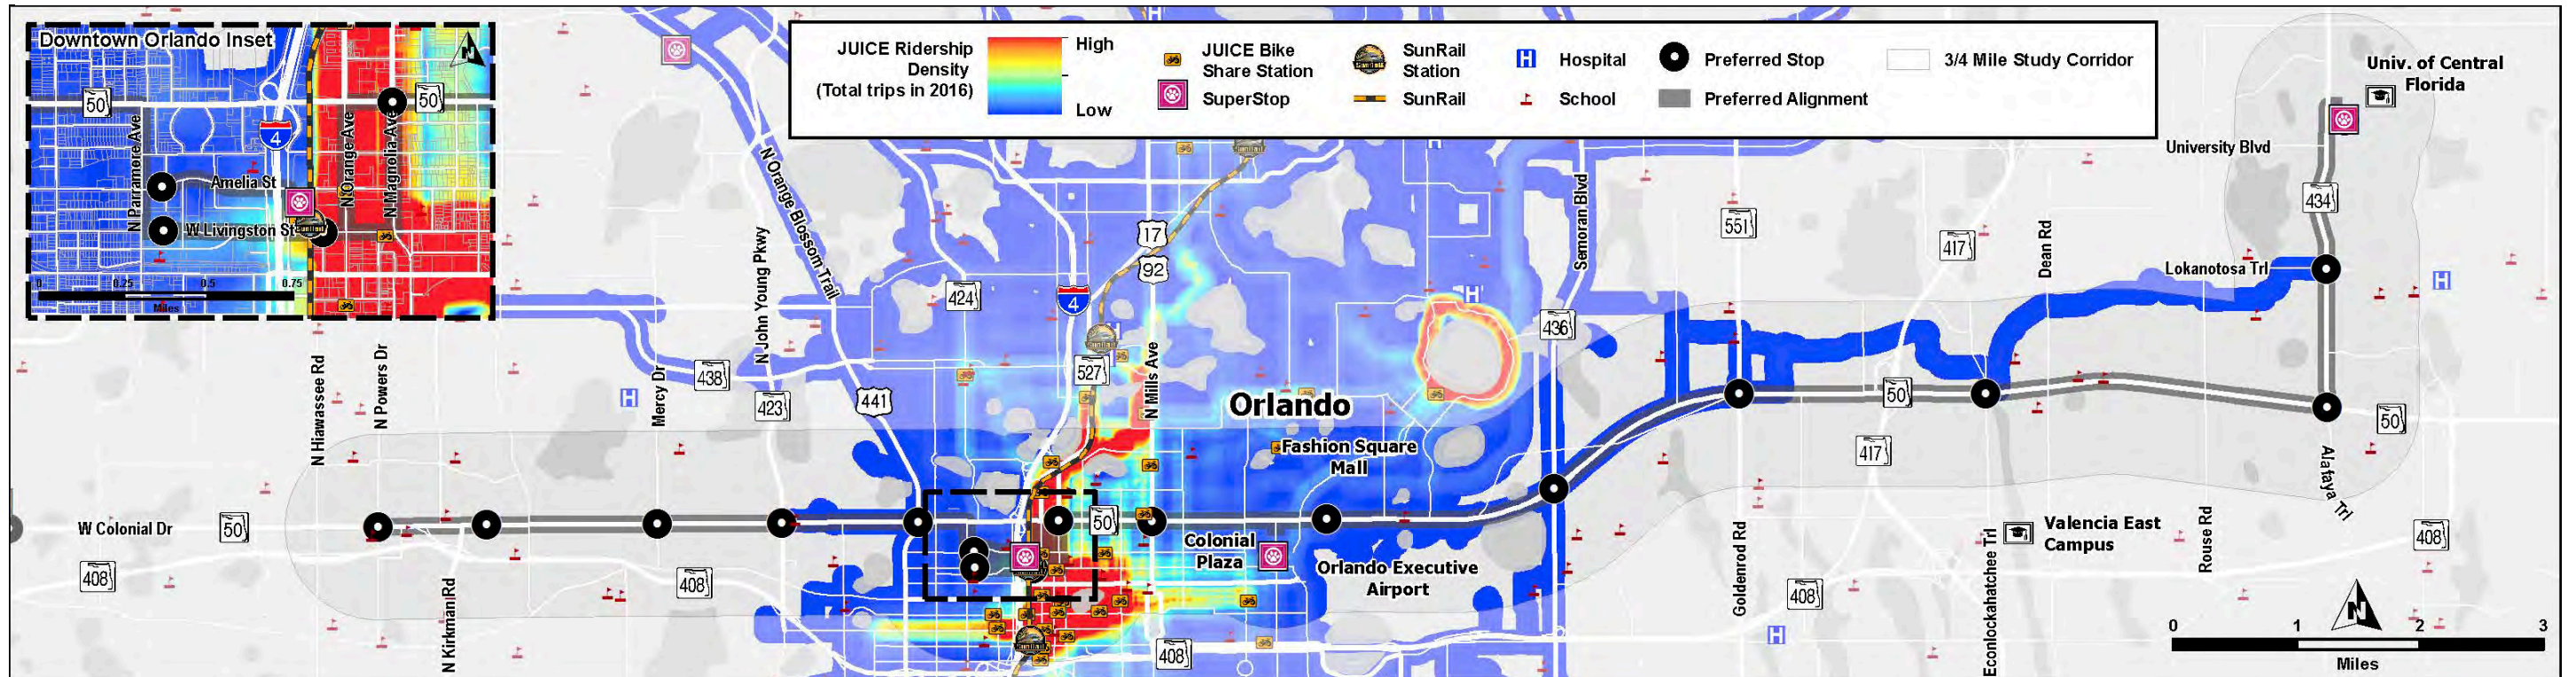 Downtown Orlando Inset
50
50
4
N Parramore Ave
N Orange Ave
N Magnolia Ave
Amelia St
W Livingston St
0
0.25
0.5
0.75
Miles
JUICE Ridership
Density
(Total trips in 2016)
High
Low
JUICE Bike
Share Station
SuperStop
SunRail
Station
SunRail
H
Hospital
School
Preferred Stop
Preferred Alignment
3/4 Mile Study Corridor
Univ. of Central
Florida
University Blvd
434
Lokanotosa Trl
H
N Orange Blossom Trail
N John Young Pkwy
17
92
424
4
Semoran Blvd
551
417
Dean Rd
436
H
N Hiawassee Rd
N Powers Dr
Mercy Dr
438
423
441
527
N Mills Ave
H
Orlando
Fashion Square
Mall
50
417
50
Alafaya Trl
W Colonial Dr
50
50
408
408
N Kirkman Rd
Colonial
Plaza
Orlando Executive
Airport
408
Goldenrod Rd
408
H
Econlockahatchee Trl
Valencia East
Campus
Rouse Rd
408
N
0
1
2
3
Miles